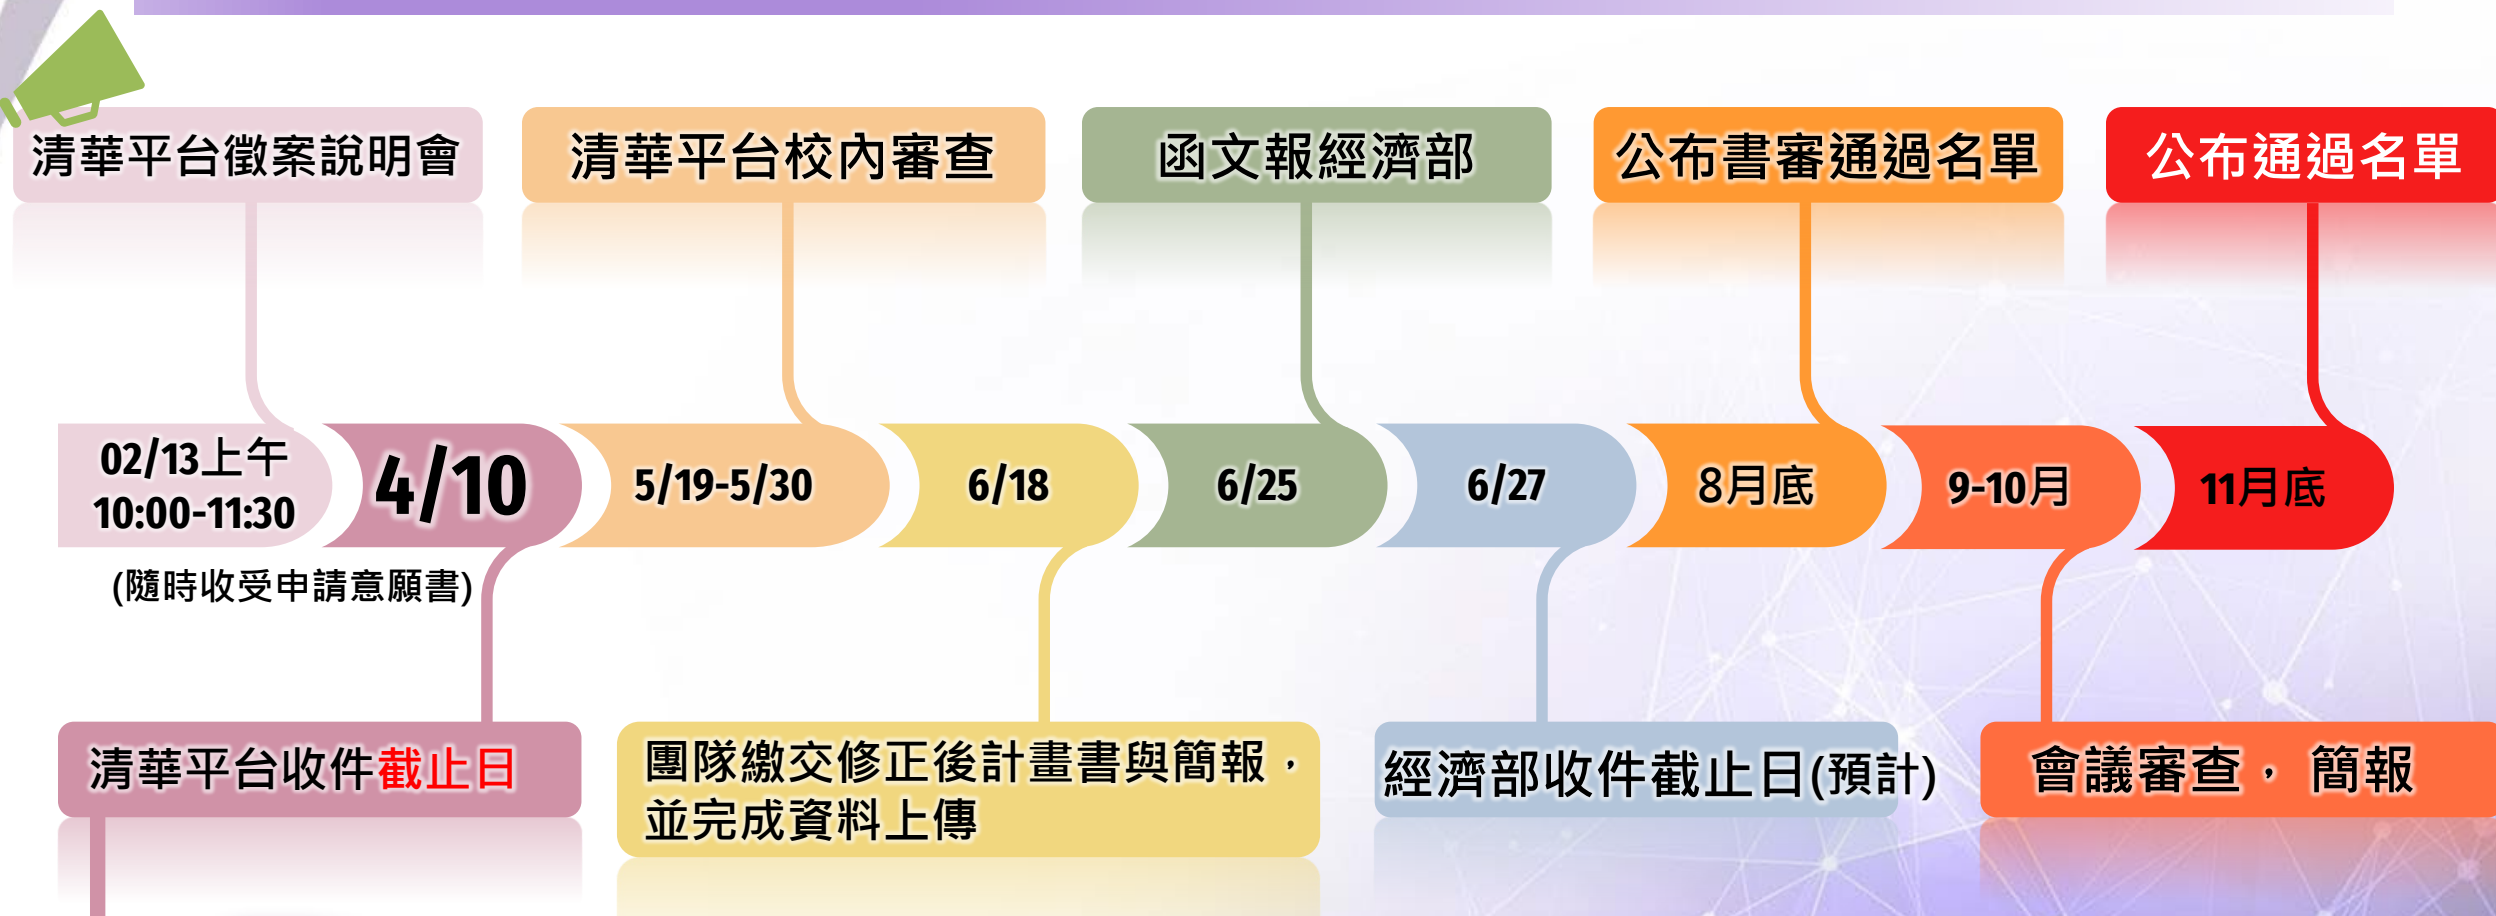 清華平台徵案說明會
清華平台校內審查
函文報經濟部
公布書審通過名單
公布通過名單
02/13上午
10:00-11:30
4/10
5/19-5/30
6/18
6/25
6/27
8月底
9-10月
11月底
(隨時收受申請意願書)
清華平台收件截止日
團隊繳交修正後計畫書與簡報，
並完成資料上傳
經濟部收件截止日(預計)
會議審查， 簡報